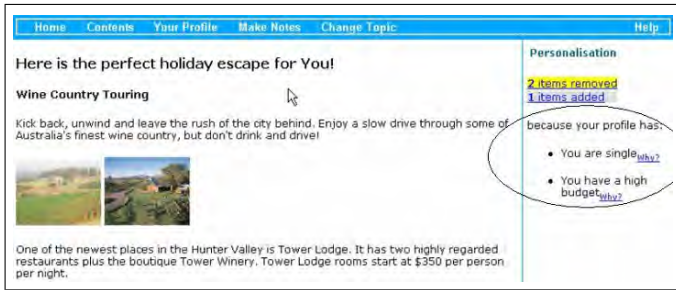 Home Contents Your Profile Make Notes Change Topic Help
Here is the perfect holiday escape for You!
Wine Country Touring
Kick back, unwind and leave the rush of the city behind. Enjoy a slow drive through some of
Australia's finest wine country, but don't drink and drive!
One of the newest places in the Hunter Valley is Tower Lodge. It has two highly regarded
restaurants plus the boutique Tower Winery. Tower Lodge rooms start at $350 per person
per night.
Personalisation
2 items removed
1 items added
because your profile has:
• You are single Why?
• You have a high
budget Why?